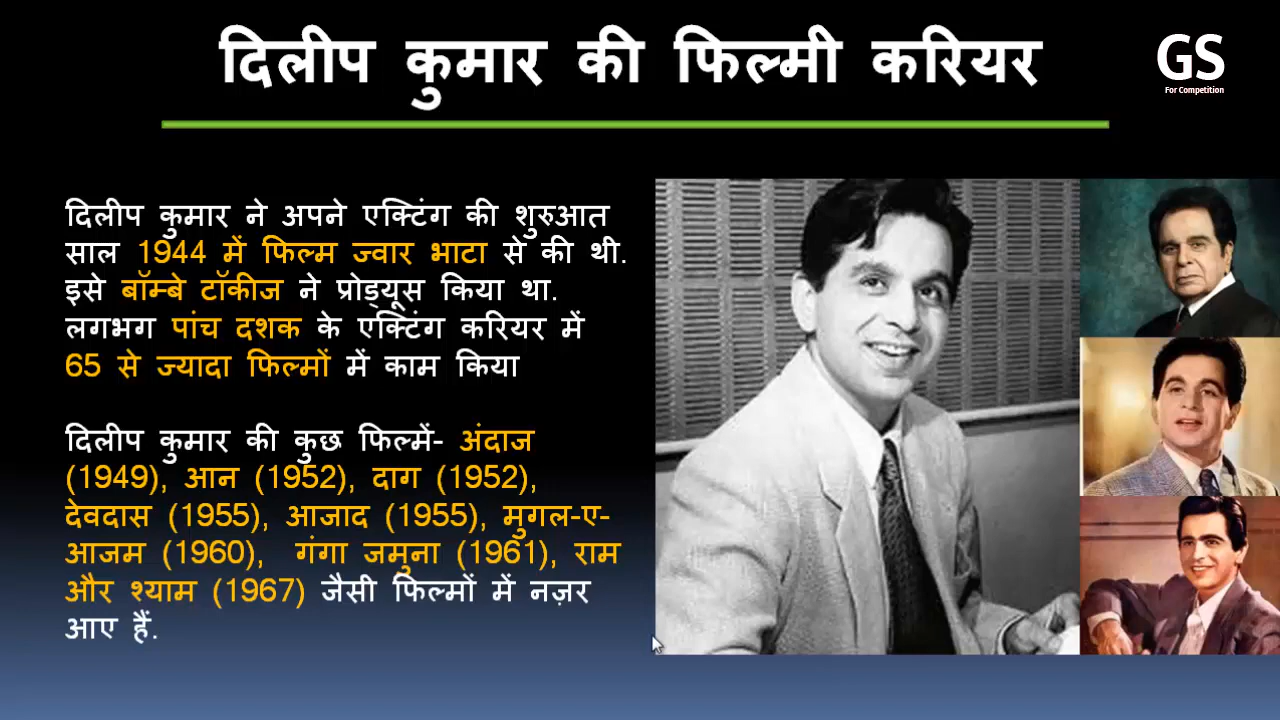 दिलीप कुमार की फिल्मी करियर
GS
For Competition
दिलीप कुमार ने अपने एक्टिंग की शुरुआत
साल 1944 में फिल्म ज्वार भाटा से की थी.
इसे बॉम्बे टॉकीज ने प्रोड्यूस किया था.
लगभग पांच दशक के एक्टिंग करियर में
65 से ज्यादा फिल्मों में काम किया
दिलीप कुमार की कुछ फिल्में- अंदाज
(1949), आन (1952), दाग (1952),
देवदास (1955), आजाद (1955), मुगल-ए-
आजम (1960), गंगा जमुना (1961), राम
और श्याम (1967) जैसी फिल्मों में नज़र
आए हैं.